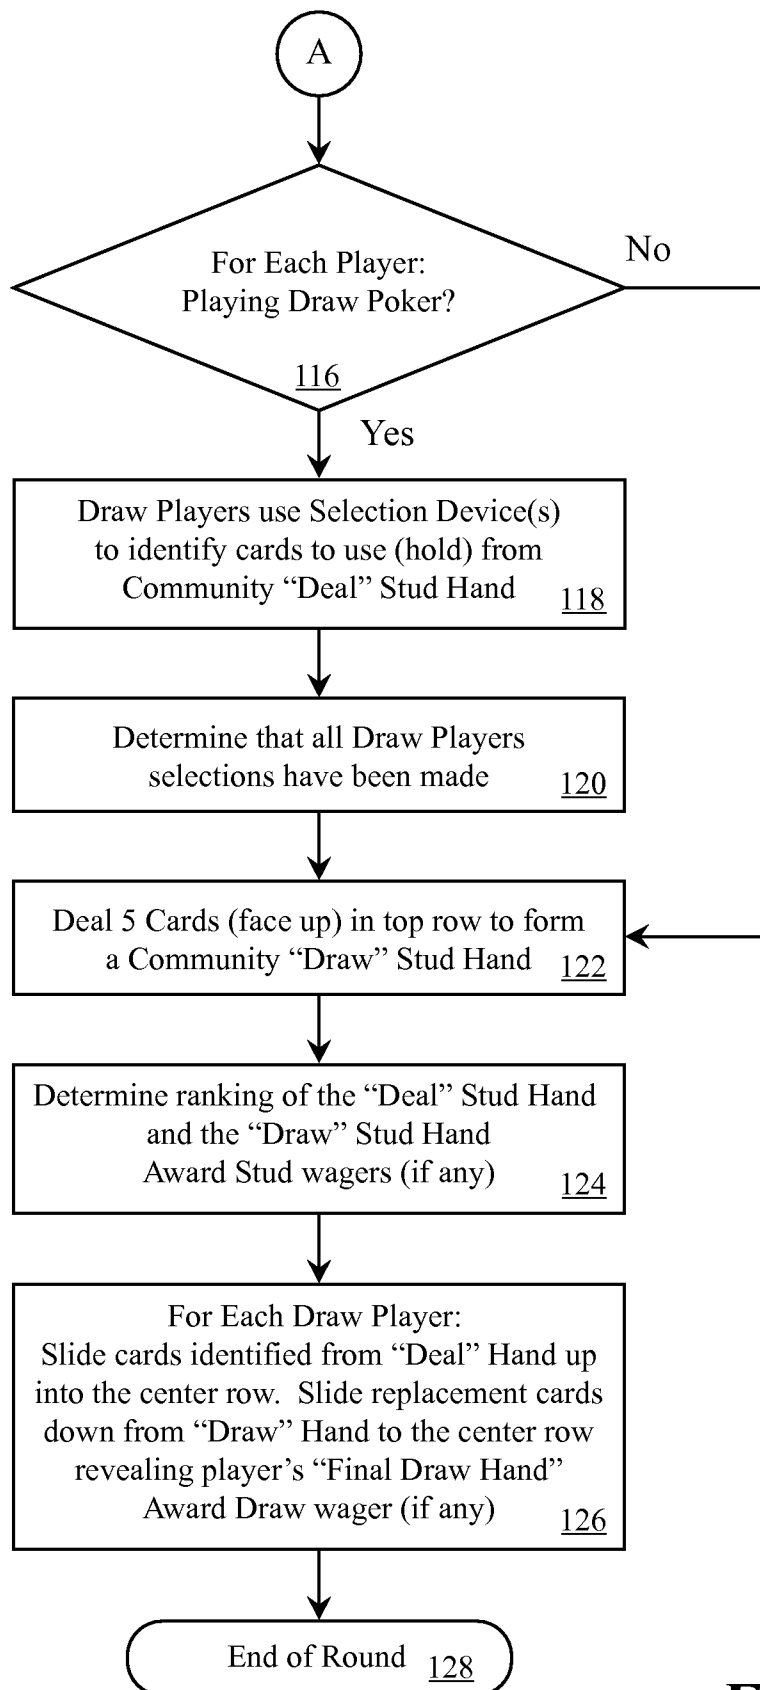 A
For Each Player:
Playing Draw Poker?
116
No
Yes
Draw Players use Selection Device(s)
to identify cards to use (hold) from
Community “Deal” Stud Hand
118
Determine that all Draw Players
selections have been made
120
Deal 5 Cards (face up) in top row to form
a Community “Draw” Stud Hand
122
Determine ranking of the “Deal” Stud Hand
and the “Draw” Stud Hand
Award Stud wagers (if any)
124
For Each Draw Player:
Slide cards identified from “Deal” Hand up
into the center row. Slide replacement cards
down from “Draw” Hand to the center row
revealing player’s “Final Draw Hand”
Award Draw wager (if any)
126
End of Round
128